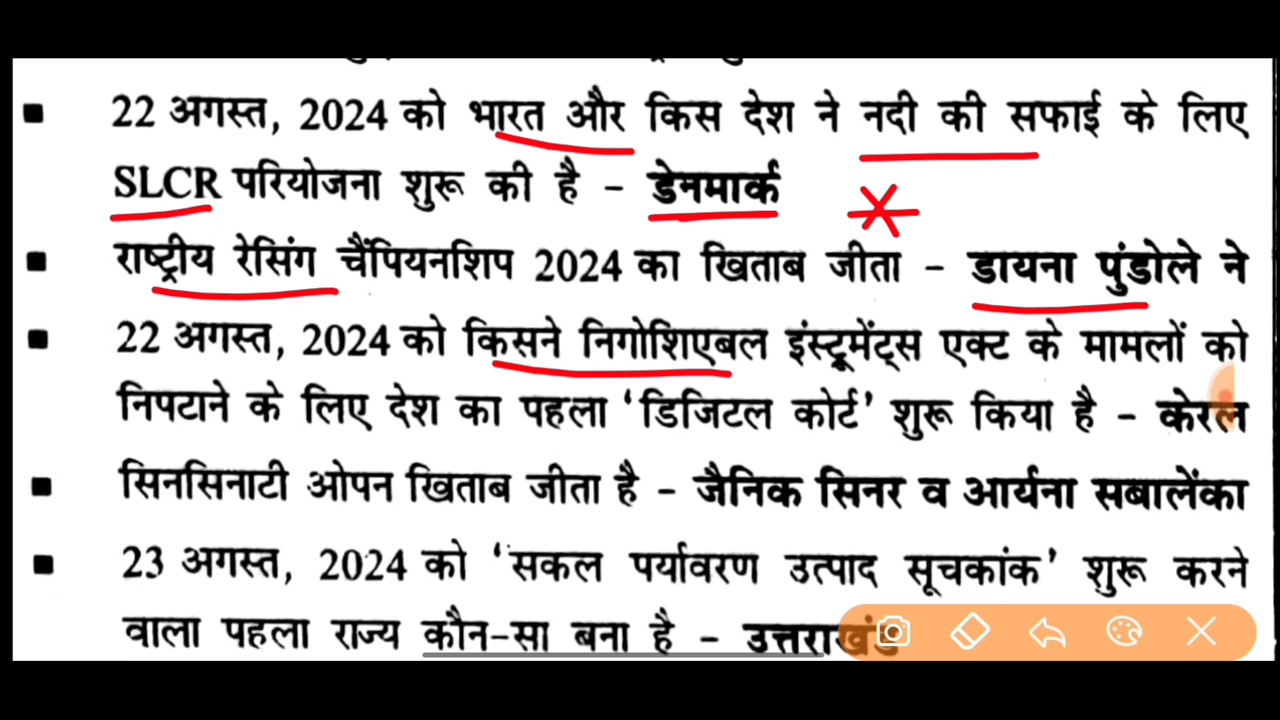 22 अगस्त, 2024 को भारत और किस देश ने नदी की सफाई के लिए
SLCR परियोजना शुरू की है – डेनमार्क
राष्ट्रीय रेसिंग चैंपियनशिप 2024 का खिताब जीता – डायना पुंडोले ने
22 अगस्त, 2024 को किसने निगोशिएबल इंस्ट्रूमेंट्स एक्ट के मामलों को
निपटाने के लिए देश का पहला ‘डिजिटल कोर्ट’ शुरू किया है – केरल
सिनसिनाटी ओपन खिताब जीता है – जैनिक सिनर व आर्यना सबालेंका
23 अगस्त, 2024 को ‘सकल पर्यावरण उत्पाद सूचकांक’ शुरू करने
वाला पहला राज्य कौन-सा बना है – उत्तराखंड